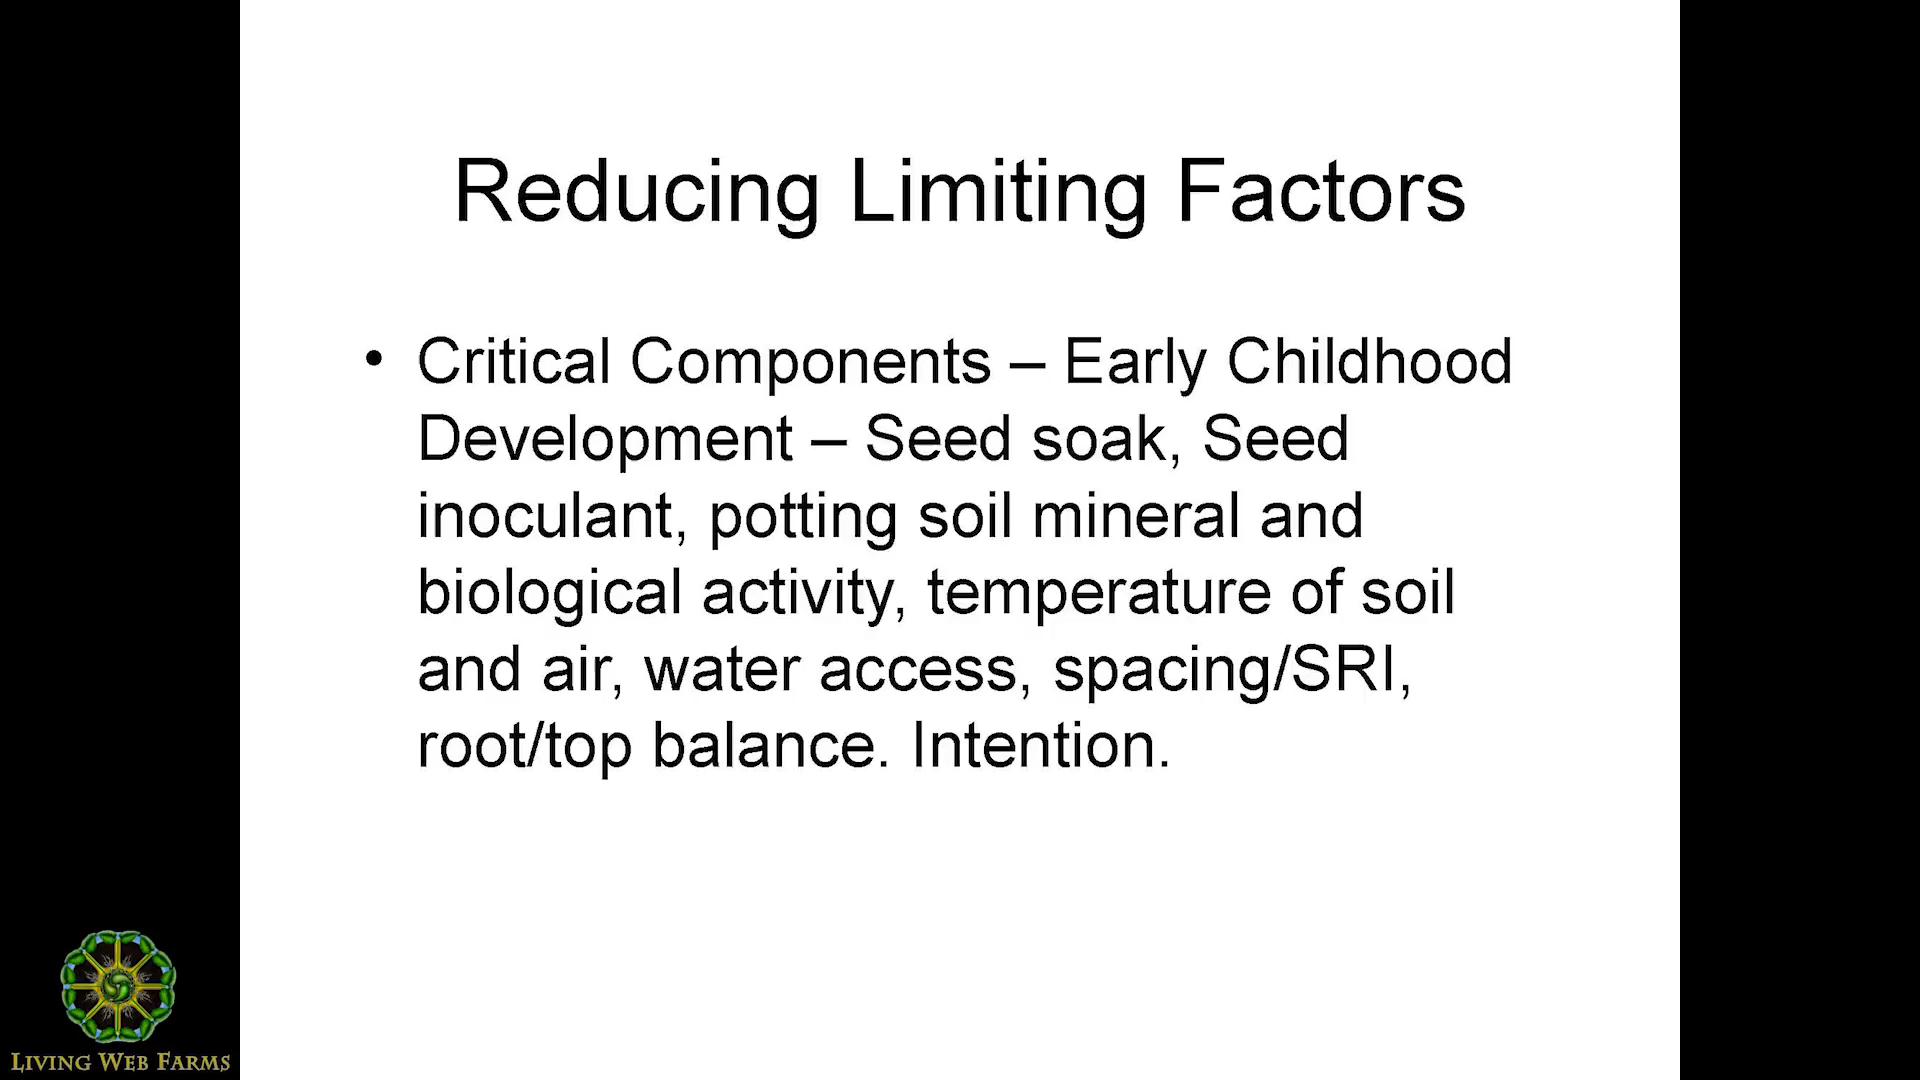 Reducing Limiting Factors
• Critical Components – Early Childhood
Development – Seed soak, Seed
inoculant, potting soil mineral and
biological activity, temperature of soil
and air, water access, spacing/SRI,
root/top balance. Intention.
LIVING WEB FARMS